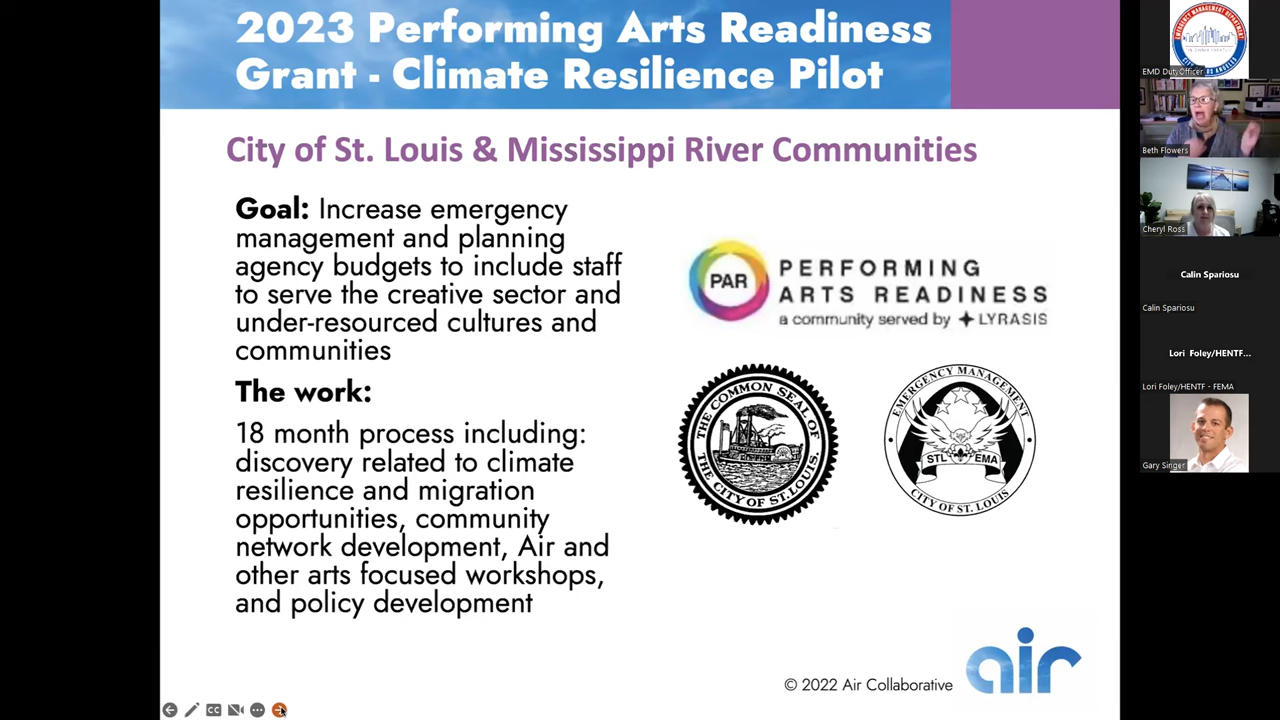 2023 Performing Arts Readiness
Grant - Climate Resilience Pilot
City of St. Louis & Mississippi River Communities
Goal: Increase emergency
management and planning
agency budgets to include staff
to serve the creative sector and
under-resourced cultures and
communities
The work:
18 month process including:
discovery related to climate
resilience and migration
opportunities, community
network development, Air and
other arts focused workshops,
and policy development
PAR
PERFORMING
ARTS READINESS
a community served by LYRASIS
THE COMMON SEAL OF
THE CITY OF ST. LOUIS.
EMERGENCY MANAGEMENT
STL EMA
CITY OF ST. LOUIS
© 2022 Air Collaborative
air
CC
EMERGENCY MANAGEMENT DEPARTMENT
EMD DutyOfficer
Beth Flowers
Cheryl Ross
Calin Spariosu
Calin Spariosu
Lori Foley/HENTF...
Lori Foley/HENTF - FEMA
Gary Singer